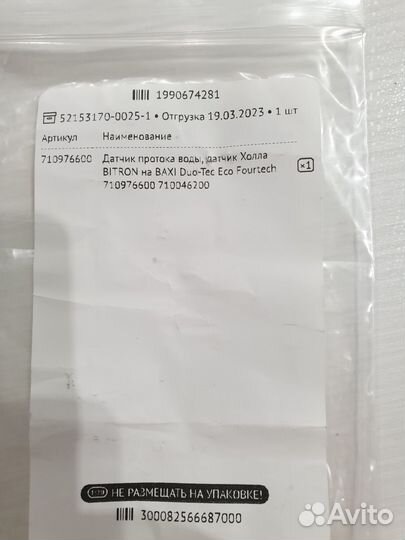 1990674281
52153170-0025-1 • Отгрузка 19.03.2023 • 1 шт
Артикул Наименование
710976600 Датчик протока воды, датчик Холла ×1
BITRON на BAXI Duo-Tec Eco Fourtech
710976600 710046200
НЕ РАЗМЕЩАТЬ НА УПАКОВКЕ!
300082566687000
Avito